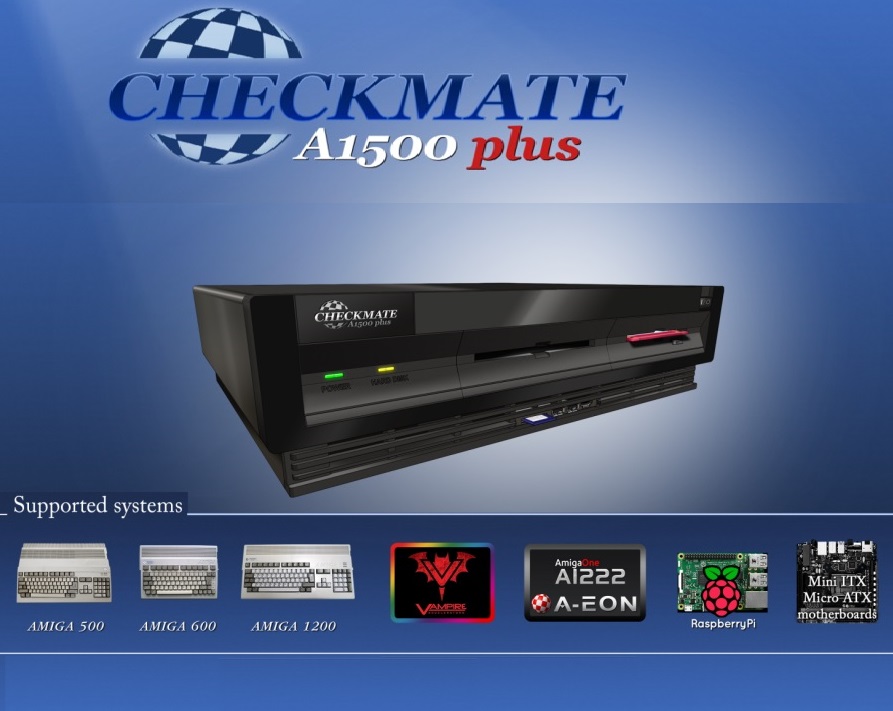 CHECKMATE
A1500 plus
CHECKMATE
A1500 plus
POWER
HARD DISK
Supported systems
AMIGA 500
AMIGA 600
AMIGA 1200
VAMPIRE
AmigaOne
A1222
A-EON
RaspberryPi
Mini ITX
Micro ATX
motherboards